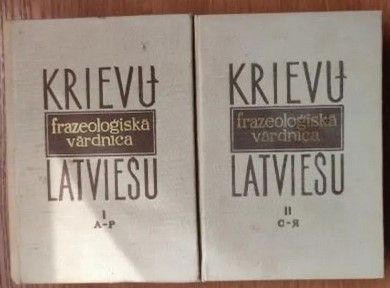 KRIEVU
frazeoloģiskā
vārdnīca
LATVIEŠU
I
А-Р
KRIEVU
frazeoloģiskā
vārdnīca
LATVIEŠU
II
С-Я